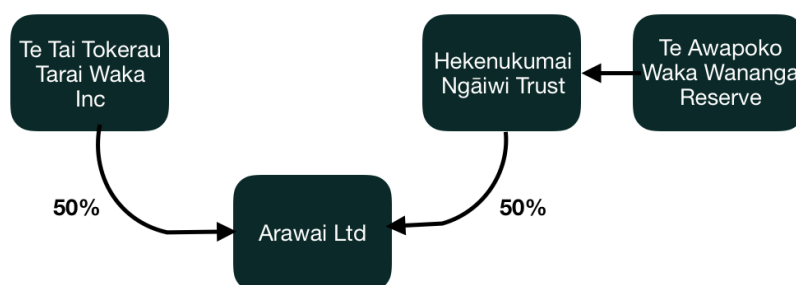 Te Tai Tokerau
Tarai Waka
Inc
Hekenukumai
Ngāiwi Trust
Te Awapoko
Waka Wananga
Reserve
50%
50%
Arawai Ltd